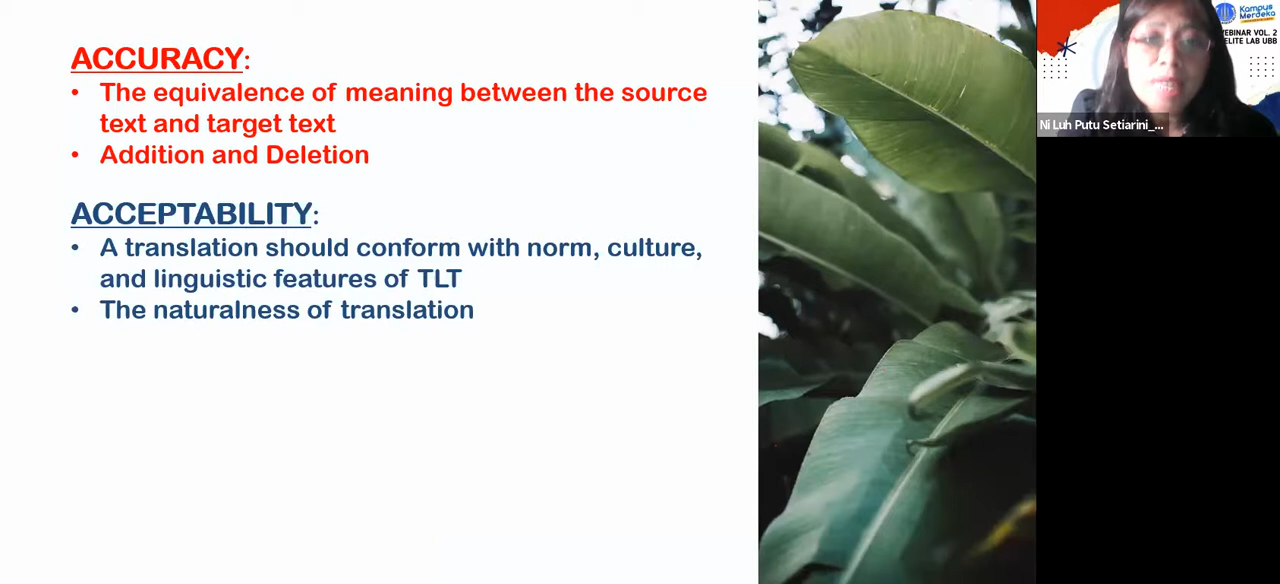 ACCURACY:
• The equivalence of meaning between the source
text and target text
• Addition and Deletion
ACCEPTABILITY:
• A translation should conform with norm, culture,
and linguistic features of TLT
• The naturalness of translation
Kampus
Merdeka
WEBINAR VOL. 2
ELITE LAB UBB
Ni Luh Putu Setiarini_...